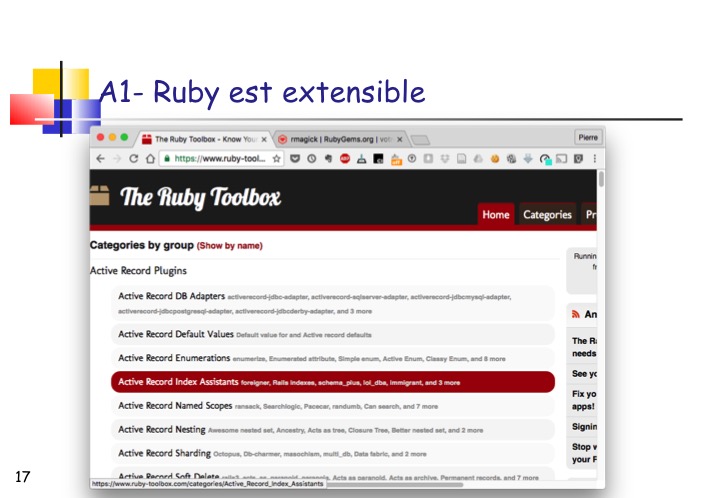 A1- Ruby est extensible
The Ruby Toolbox - Know You
rmagick | RubyGems.org | vot
Pierre
https://www.ruby-tool...
The Ruby Toolbox
Home Categories Pr
Categories by group (Show by name)
Active Record Plugins
Active Record DB Adapters activerecord-jdbc-adapter, activerecord-sqlserver-adapter, activerecord-jdbcmysql-adapter,
activerecord-jdbcpostgresql-adapter, activerecord-jdbcderby-adapter, and 3 more
Active Record Default Values Default value for and Active record defaults
Active Record Enumerations enumerize, Enumerated attribute, Simple enum, Active Enum, Classy Enum, and 8 more
Active Record Index Assistants foreigner, Rails indexes, schema_plus, lol_dba, Immigrant, and 3 more
Active Record Named Scopes ransack, Searchlogic, Pacecar, randumb, Can search, and 7 more
Active Record Nesting Awesome nested set, Ancestry, Acts as tree, Closure Tree, Better nested set, and 2 more
Active Record Sharding Octopus, Db-charmer, masochism, multi_db, Data fabric, and 2 more
Active Record Soft Delete rails3_acts_as_paranoid, paranoia, Acts as paranoid, Acts as archive, Permanent records, and 7 more
https://www.ruby-toolbox.com/categories/Active_Record_Index_Assistants
Runnin
fr
An
The Ru
needs
See yo
Fix yo
apps!
Signin
Stop w
your F
17